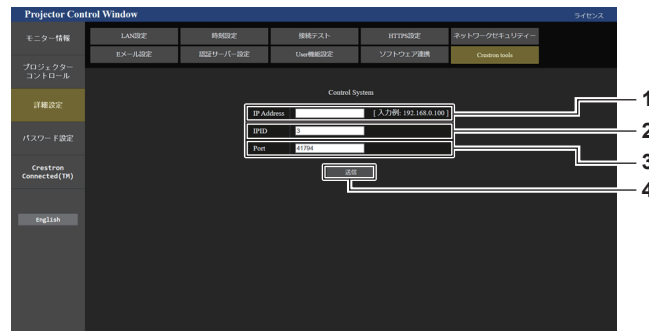 Projector Control Window
ライセンス
モニター情報
プロジェクター
コントロール
詳細設定
パスワード設定
Crestron
Connected(TM)
English
LAN設定
時刻設定
接続テスト
HTTPS設定
ネットワークセキュリティー
Eメール設定
認証サーバー設定
User機能設定
ソフトウェア連携
Crestron tools
Control System
IP Address
[ 入力例: 192.168.0.100 ]
IPID
3
Port
41794
送信
1
2
3
4